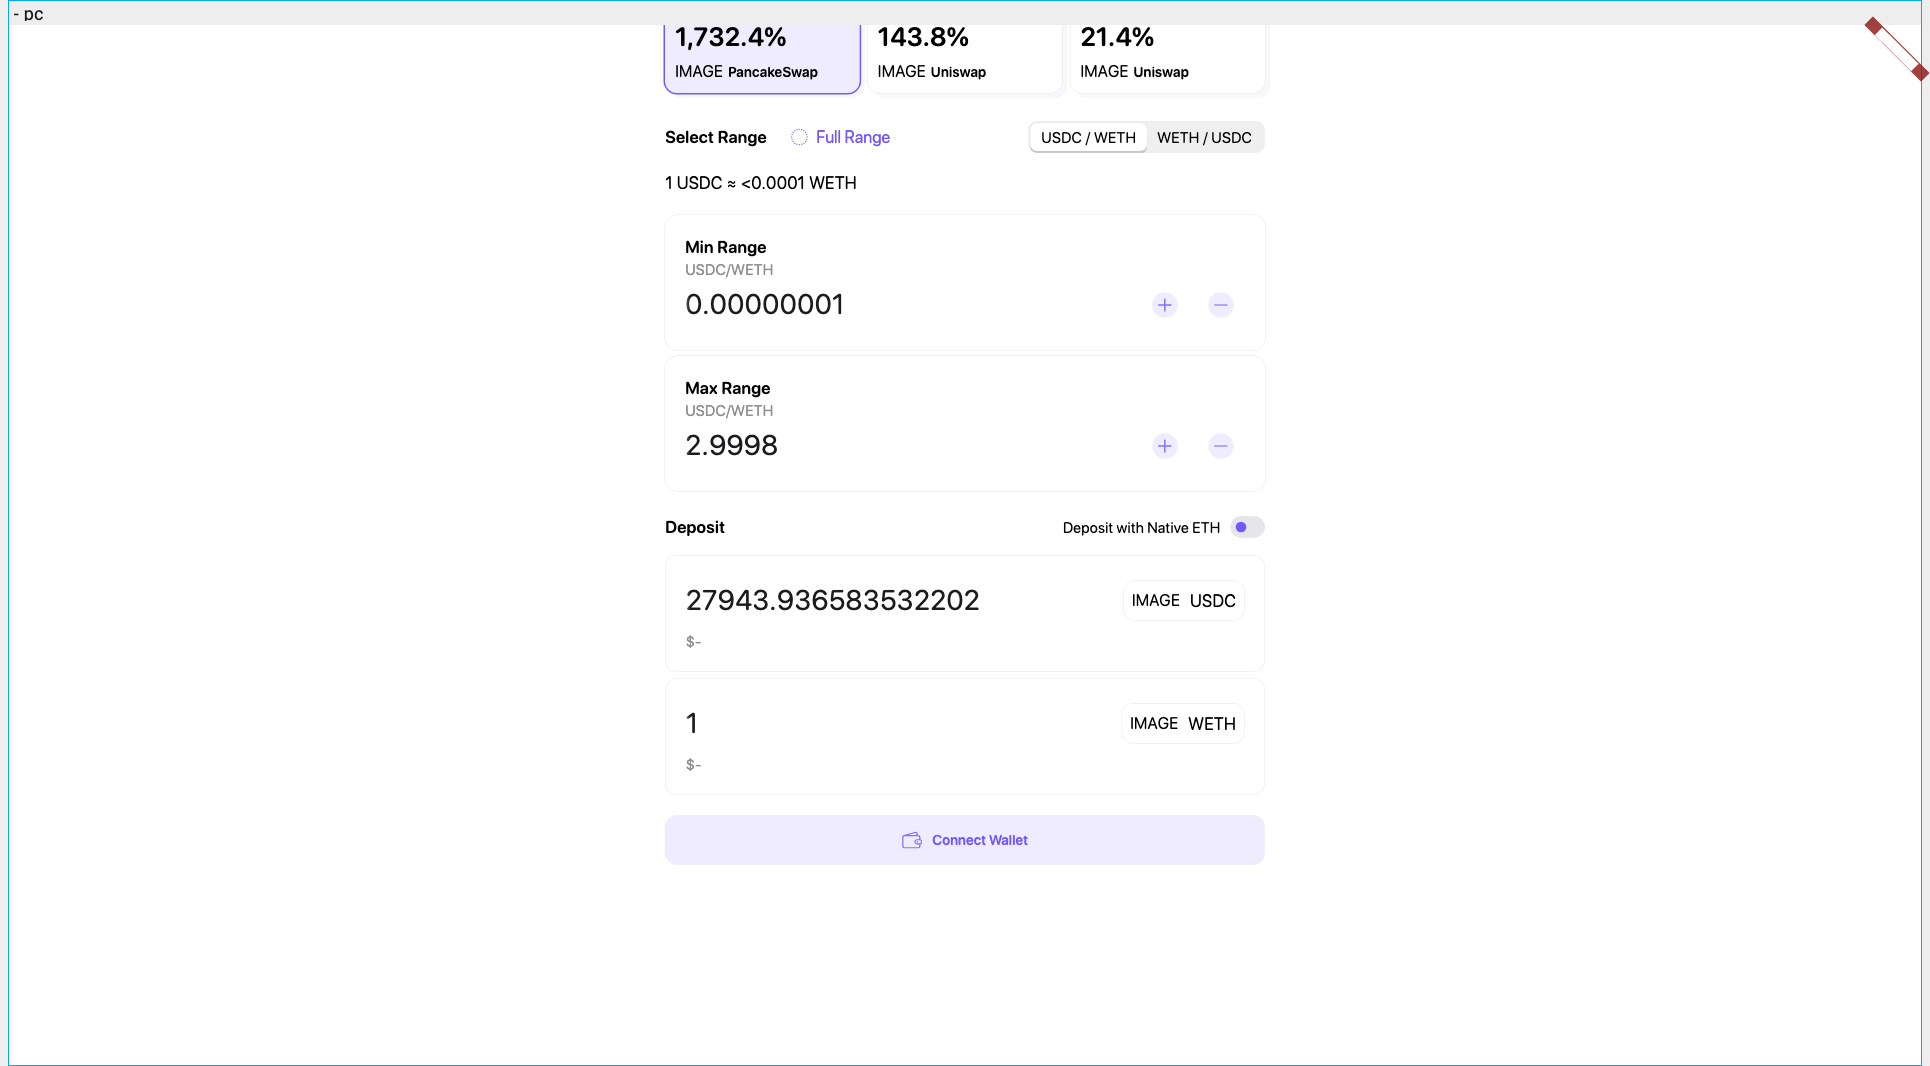 - pc
1,732.4% 143.8% 21.4%
IMAGE PancakeSwap IMAGE Uniswap IMAGE Uniswap
Select Range Full Range USDC / WETH WETH / USDC
1 USDC ≈ <0.0001 WETH
Min Range
USDC/WETH
0.00000001
Max Range
USDC/WETH
2.9998
Deposit Deposit with Native ETH
27943.936583532202 IMAGE USDC
$-
1 IMAGE WETH
$-
Connect Wallet